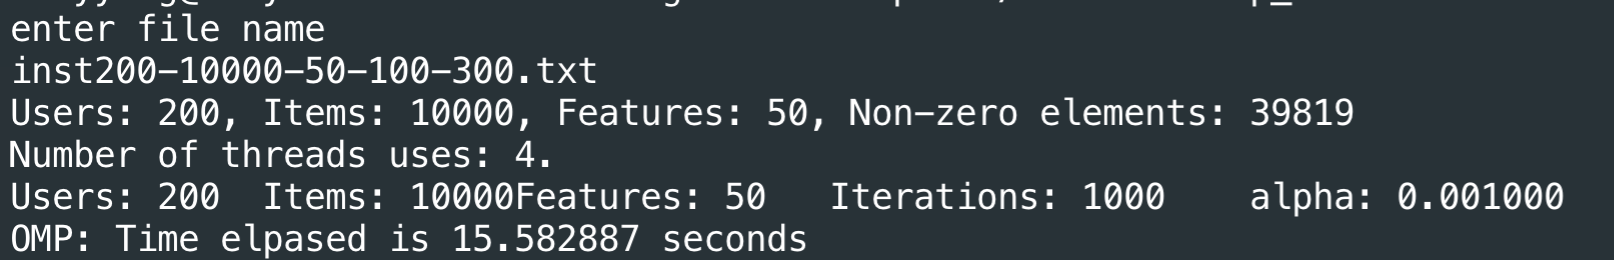 enter file name
inst200-10000-50-100-300.txt
Users: 200, Items: 10000, Features: 50, Non-zero elements: 39819
Number of threads uses: 4.
Users: 200  Items: 10000Features: 50   Iterations: 1000    alpha: 0.001000
OMP: Time elpased is 15.582887 seconds